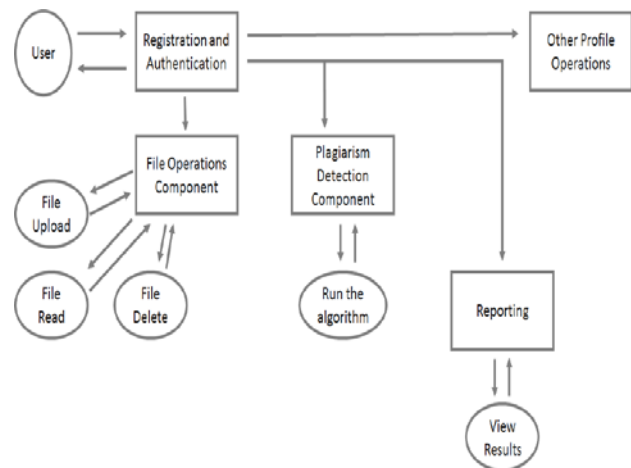 User
Registration and
Authentication
Other Profile
Operations
File Operations
Component
Plagiarism
Detection
Component
File
Upload
File
Read
File
Delete
Run the
algorithm
Reporting
View
Results